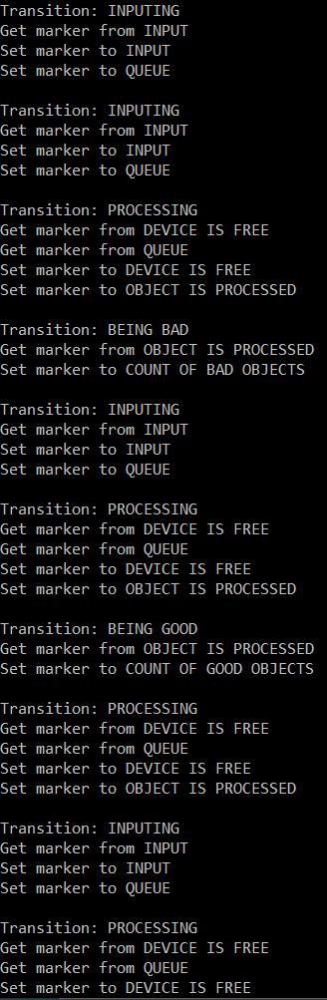 Transition: INPUTING
Get marker from INPUT
Set marker to INPUT
Set marker to QUEUE

Transition: INPUTING
Get marker from INPUT
Set marker to INPUT
Set marker to QUEUE

Transition: PROCESSING
Get marker from DEVICE IS FREE
Get marker from QUEUE
Set marker to DEVICE IS FREE
Set marker to OBJECT IS PROCESSED

Transition: BEING BAD
Get marker from OBJECT IS PROCESSED
Set marker to COUNT OF BAD OBJECTS

Transition: INPUTING
Get marker from INPUT
Set marker to INPUT
Set marker to QUEUE

Transition: PROCESSING
Get marker from DEVICE IS FREE
Get marker from QUEUE
Set marker to DEVICE IS FREE
Set marker to OBJECT IS PROCESSED

Transition: BEING GOOD
Get marker from OBJECT IS PROCESSED
Set marker to COUNT OF GOOD OBJECTS

Transition: PROCESSING
Get marker from DEVICE IS FREE
Get marker from QUEUE
Set marker to DEVICE IS FREE
Set marker to OBJECT IS PROCESSED

Transition: INPUTING
Get marker from INPUT
Set marker to INPUT
Set marker to QUEUE

Transition: PROCESSING
Get marker from DEVICE IS FREE
Get marker from QUEUE
Set marker to DEVICE IS FREE